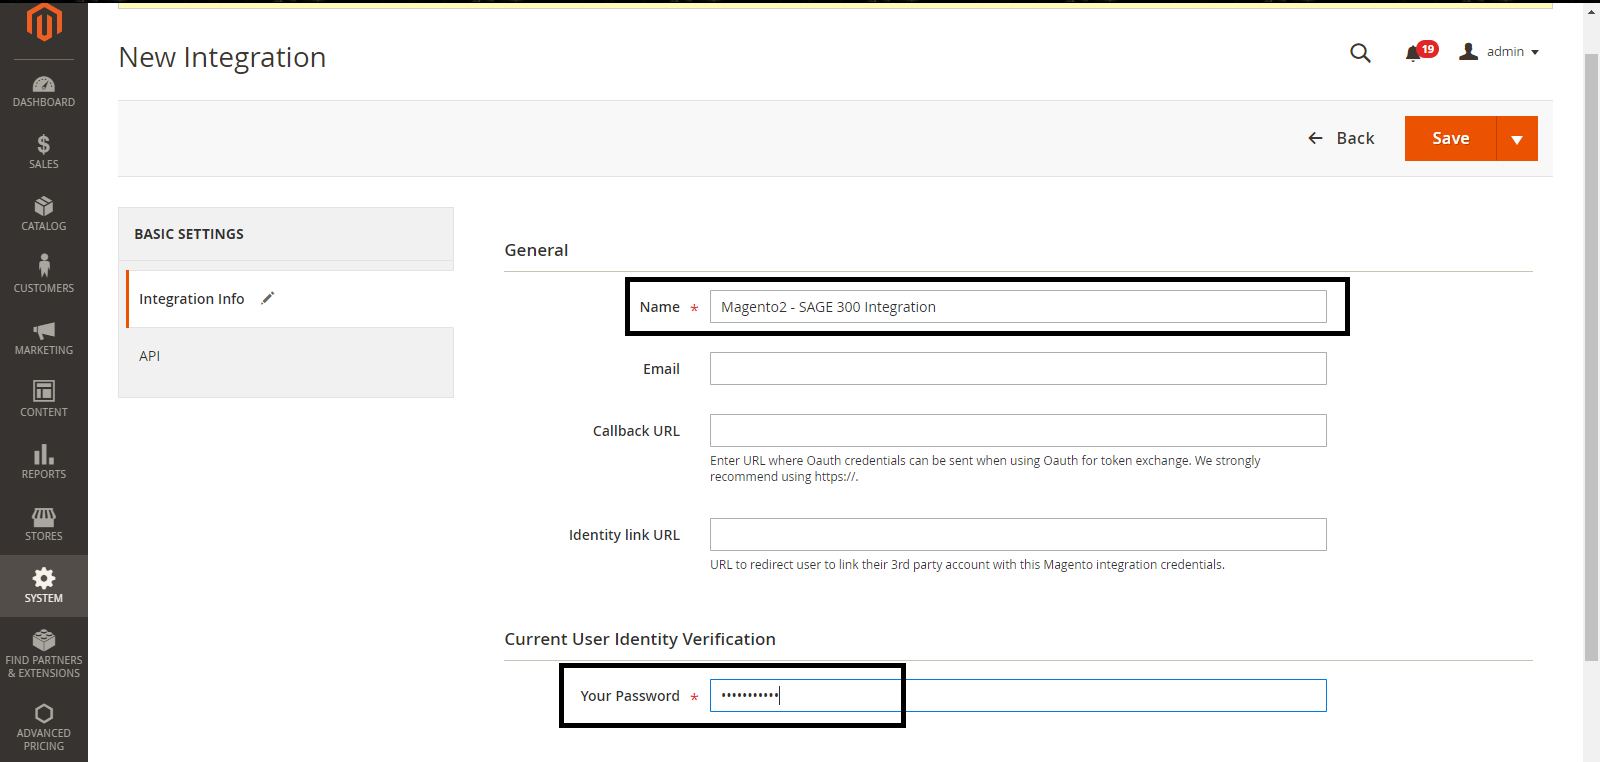 New Integration
19
admin
Back
Save
DASHBOARD
SALES
CATALOG
CUSTOMERS
MARKETING
CONTENT
REPORTS
STORES
SYSTEM
FIND PARTNERS
& EXTENSIONS
ADVANCED
PRICING
BASIC SETTINGS
Integration Info
API
General
Name * Magento2 - SAGE 300 Integration
Email
Callback URL
Enter URL where Oauth credentials can be sent when using Oauth for token exchange. We strongly
recommend using https://.
Identity link URL
URL to redirect user to link their 3rd party account with this Magento integration credentials.
Current User Identity Verification
Your Password * •••••••••••